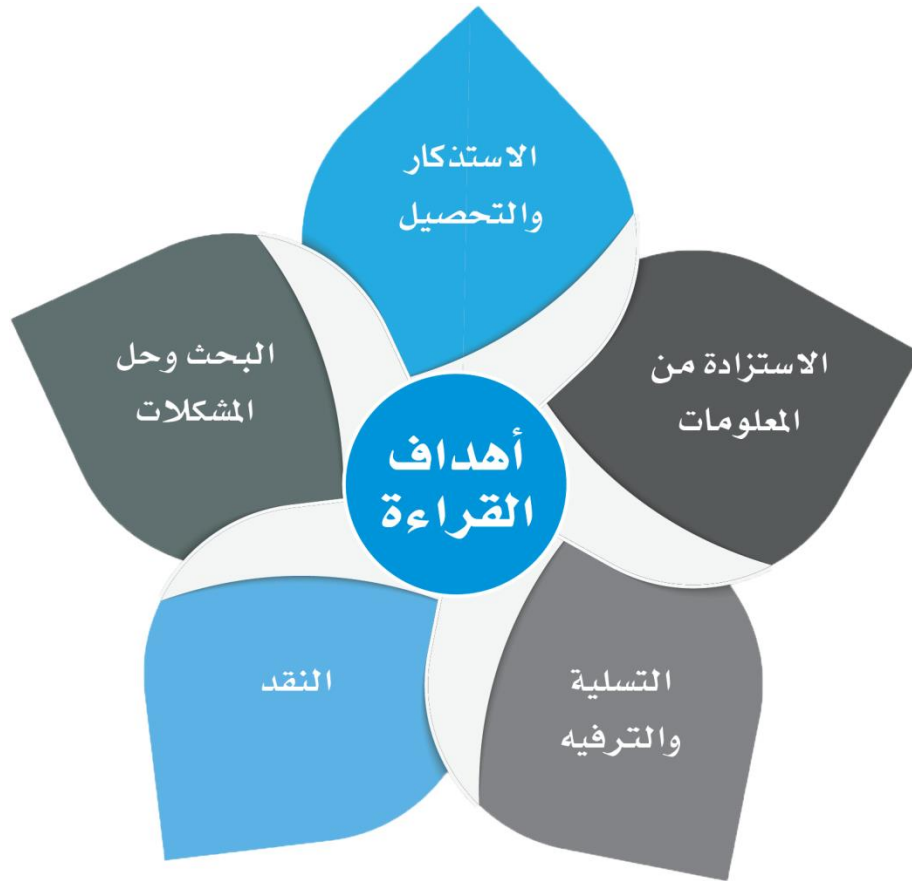 أهداف
القراءة
الاستذكار
والتحصيل
الاستزادة من
المعلومات
التسلية
والترفيه
النقد
البحث وحل
المشكلات